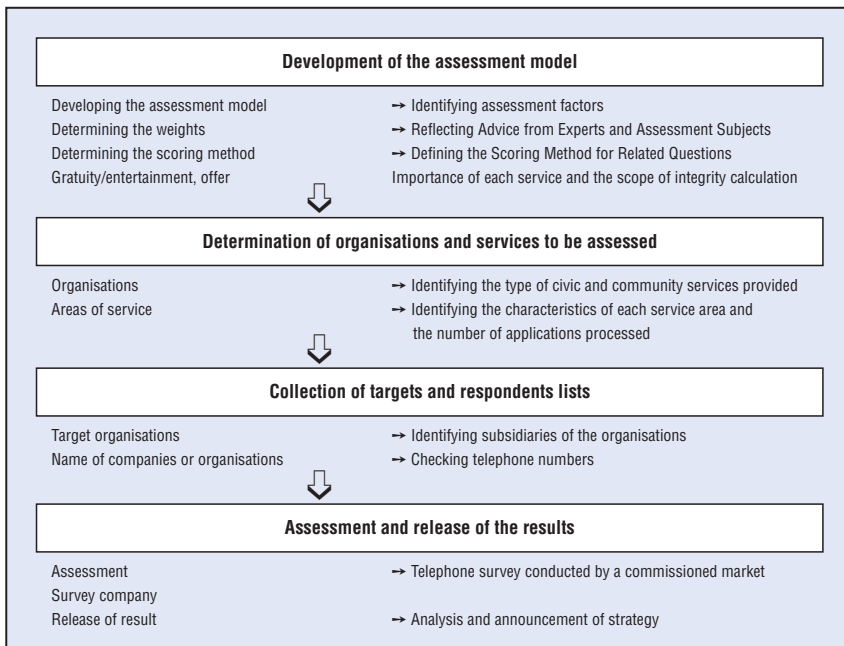 Development of the assessment model
Developing the assessment model → Identifying assessment factors
Determining the weights → Reflecting Advice from Experts and Assessment Subjects
Determining the scoring method → Defining the Scoring Method for Related Questions
Gratuity/entertainment, offer Importance of each service and the scope of integrity calculation
Determination of organisations and services to be assessed
Organisations → Identifying the type of civic and community services provided
Areas of service → Identifying the characteristics of each service area and
the number of applications processed
Collection of targets and respondents lists
Target organisations → Identifying subsidiaries of the organisations
Name of companies or organisations → Checking telephone numbers
Assessment and release of the results
Assessment → Telephone survey conducted by a commissioned market
Survey company
Release of result → Analysis and announcement of strategy